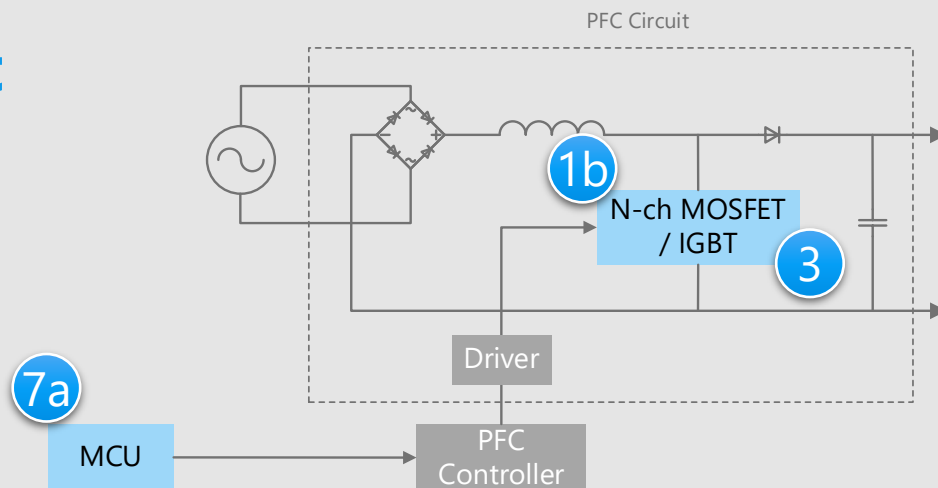 PFC Circuit
1b
N-ch MOSFET
/ IGBT
3
Driver
7a
MCU
PFC
Controller